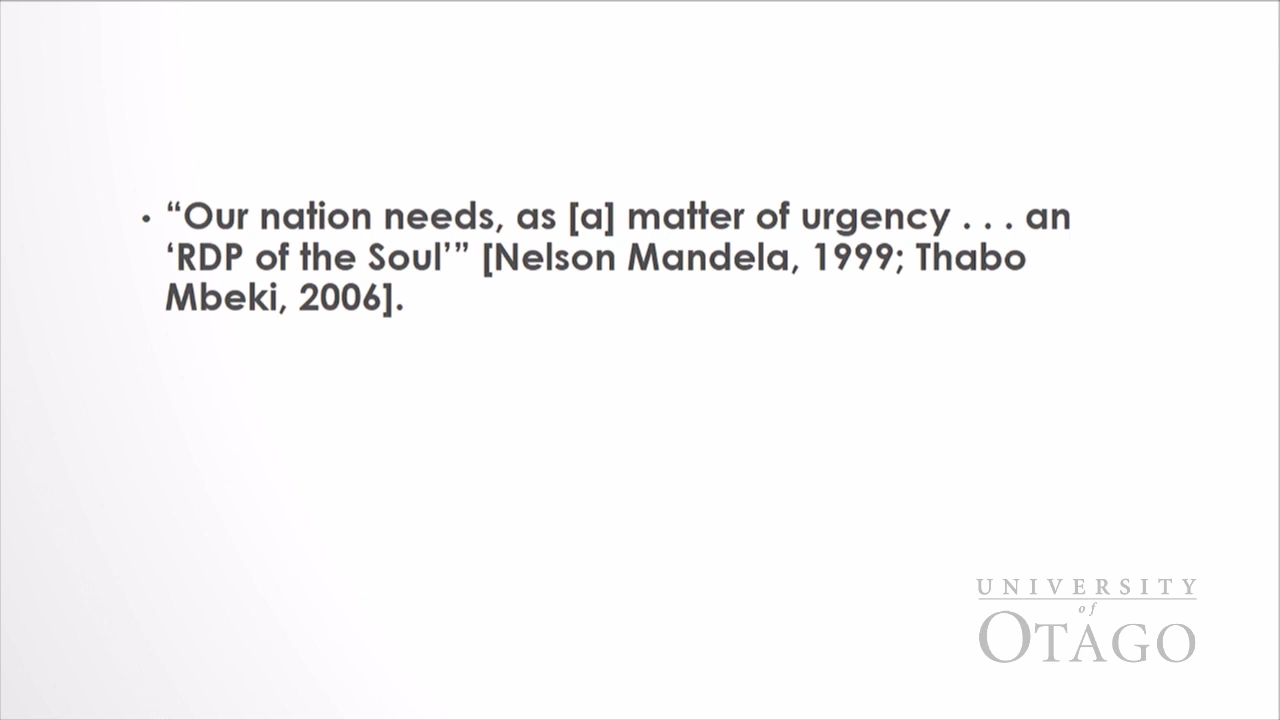 • “Our nation needs, as [a] matter of urgency . . . an
‘RDP of the Soul’” [Nelson Mandela, 1999; Thabo
Mbeki, 2006].
UNIVERSITY
of
OTAGO